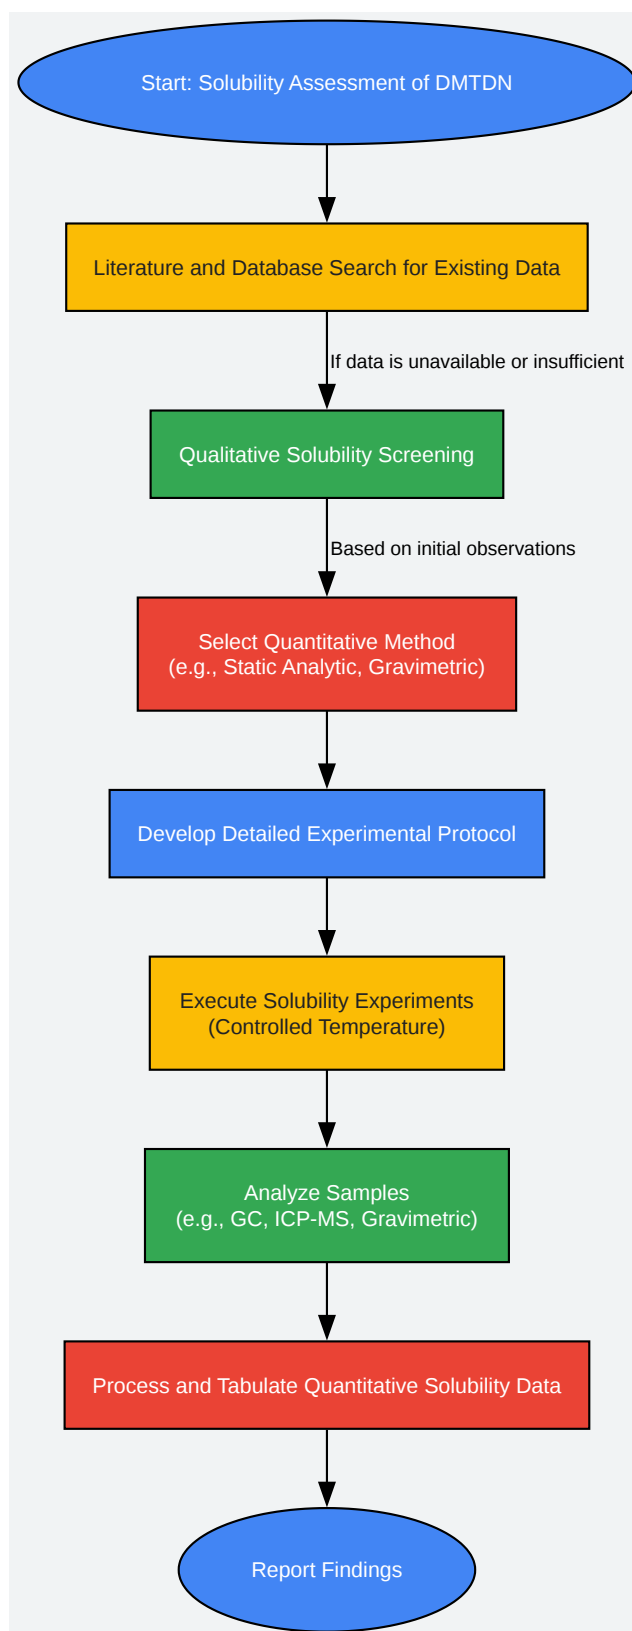 Start: Solubility Assessment of DMTDN
Literature and Database Search for Existing Data
If data is unavailable or insufficient
Qualitative Solubility Screening
Based on initial observations
Select Quantitative Method
(e.g., Static Analytic, Gravimetric)
Develop Detailed Experimental Protocol
Execute Solubility Experiments
(Controlled Temperature)
Analyze Samples
(e.g., GC, ICP-MS, Gravimetric)
Process and Tabulate Quantitative Solubility Data
Report Findings